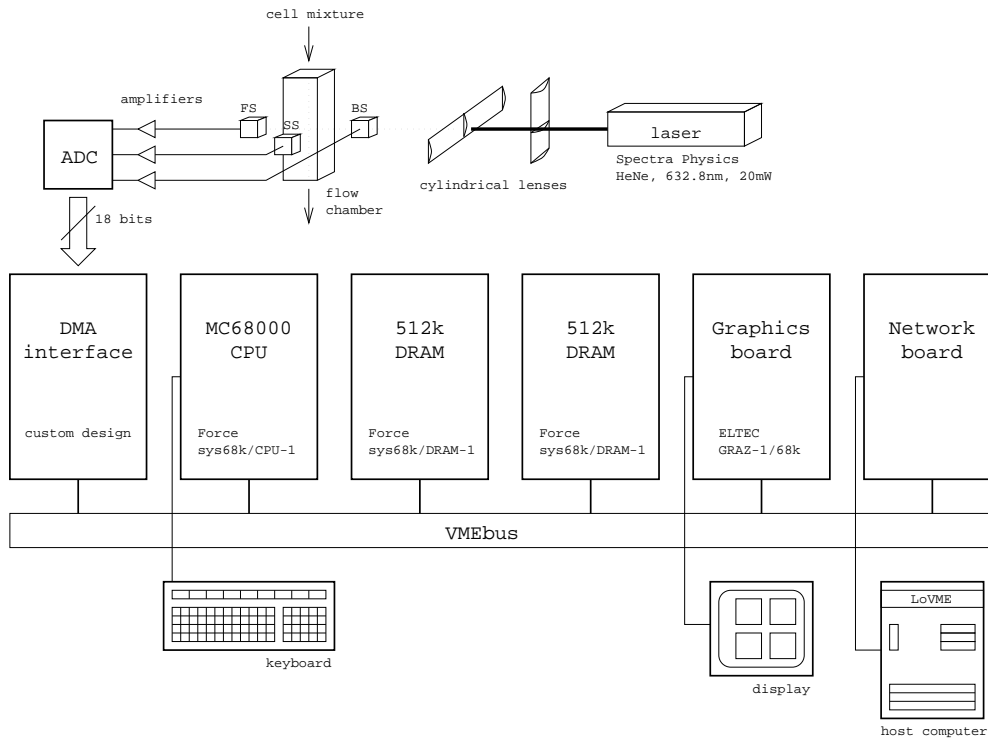 cell mixture
amplifiers
FS
BS
SS
ADC
laser
Spectra Physics
HeNe, 632.8nm, 20mW
cylindrical lenses
flow
chamber
18 bits
DMA
interface
custom design
MC68000
CPU
Force
sys68k/CPU-1
512k
DRAM
Force
sys68k/DRAM-1
512k
DRAM
Force
sys68k/DRAM-1
Graphics
board
ELTEC
GRAZ-1/68k
Network
board
VMEbus
keyboard
display
LoVME
host computer